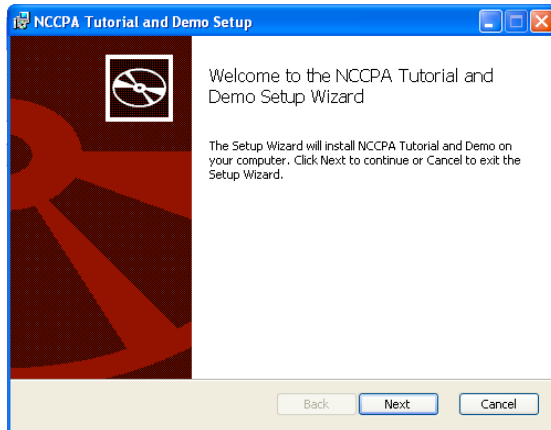 NCCPA Tutorial and Demo Setup
Welcome to the NCCPA Tutorial and
Demo Setup Wizard
The Setup Wizard will install NCCPA Tutorial and Demo on
your computer. Click Next to continue or Cancel to exit the
Setup Wizard.
Back Next Cancel